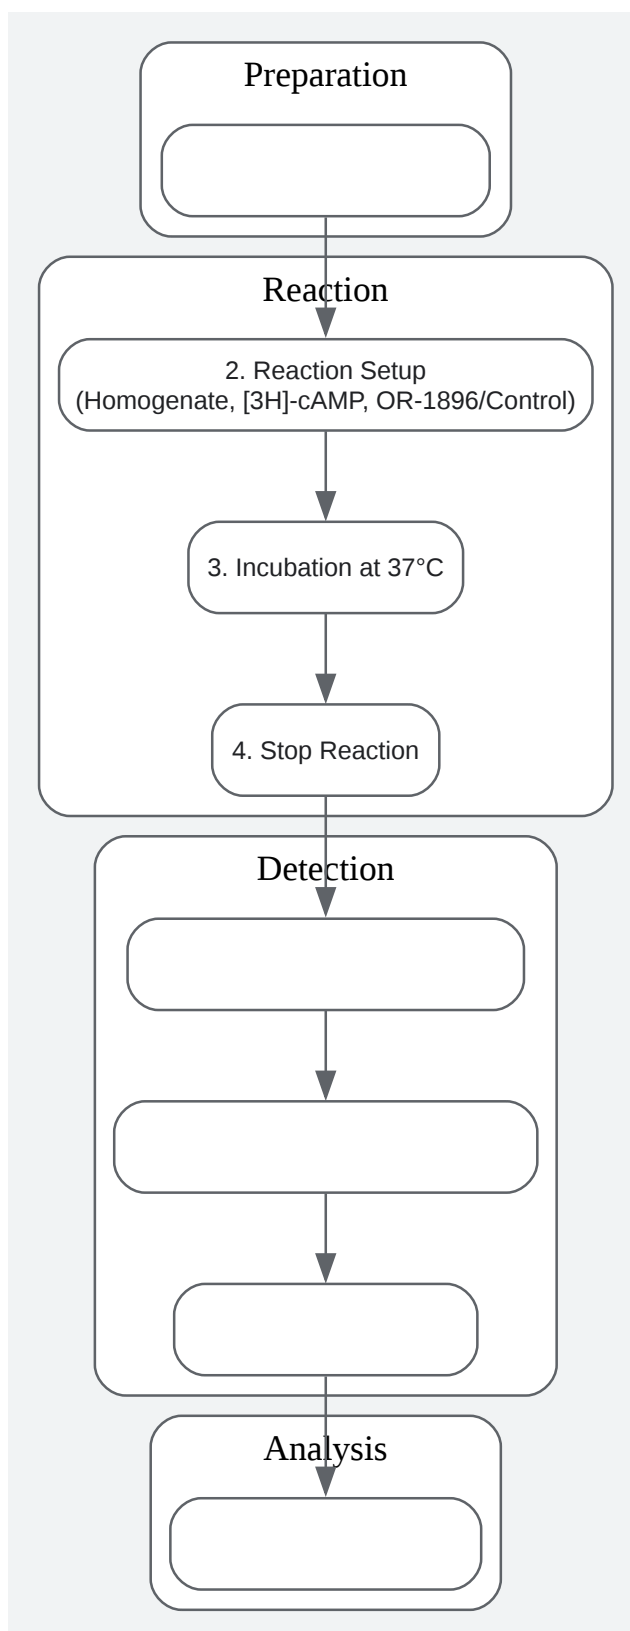 Preparation
Reaction
2. Reaction Setup
(Homogenate, [3H]-cAMP, OR-1896/Control)
3. Incubation at 37°C
4. Stop Reaction
Detection
Analysis